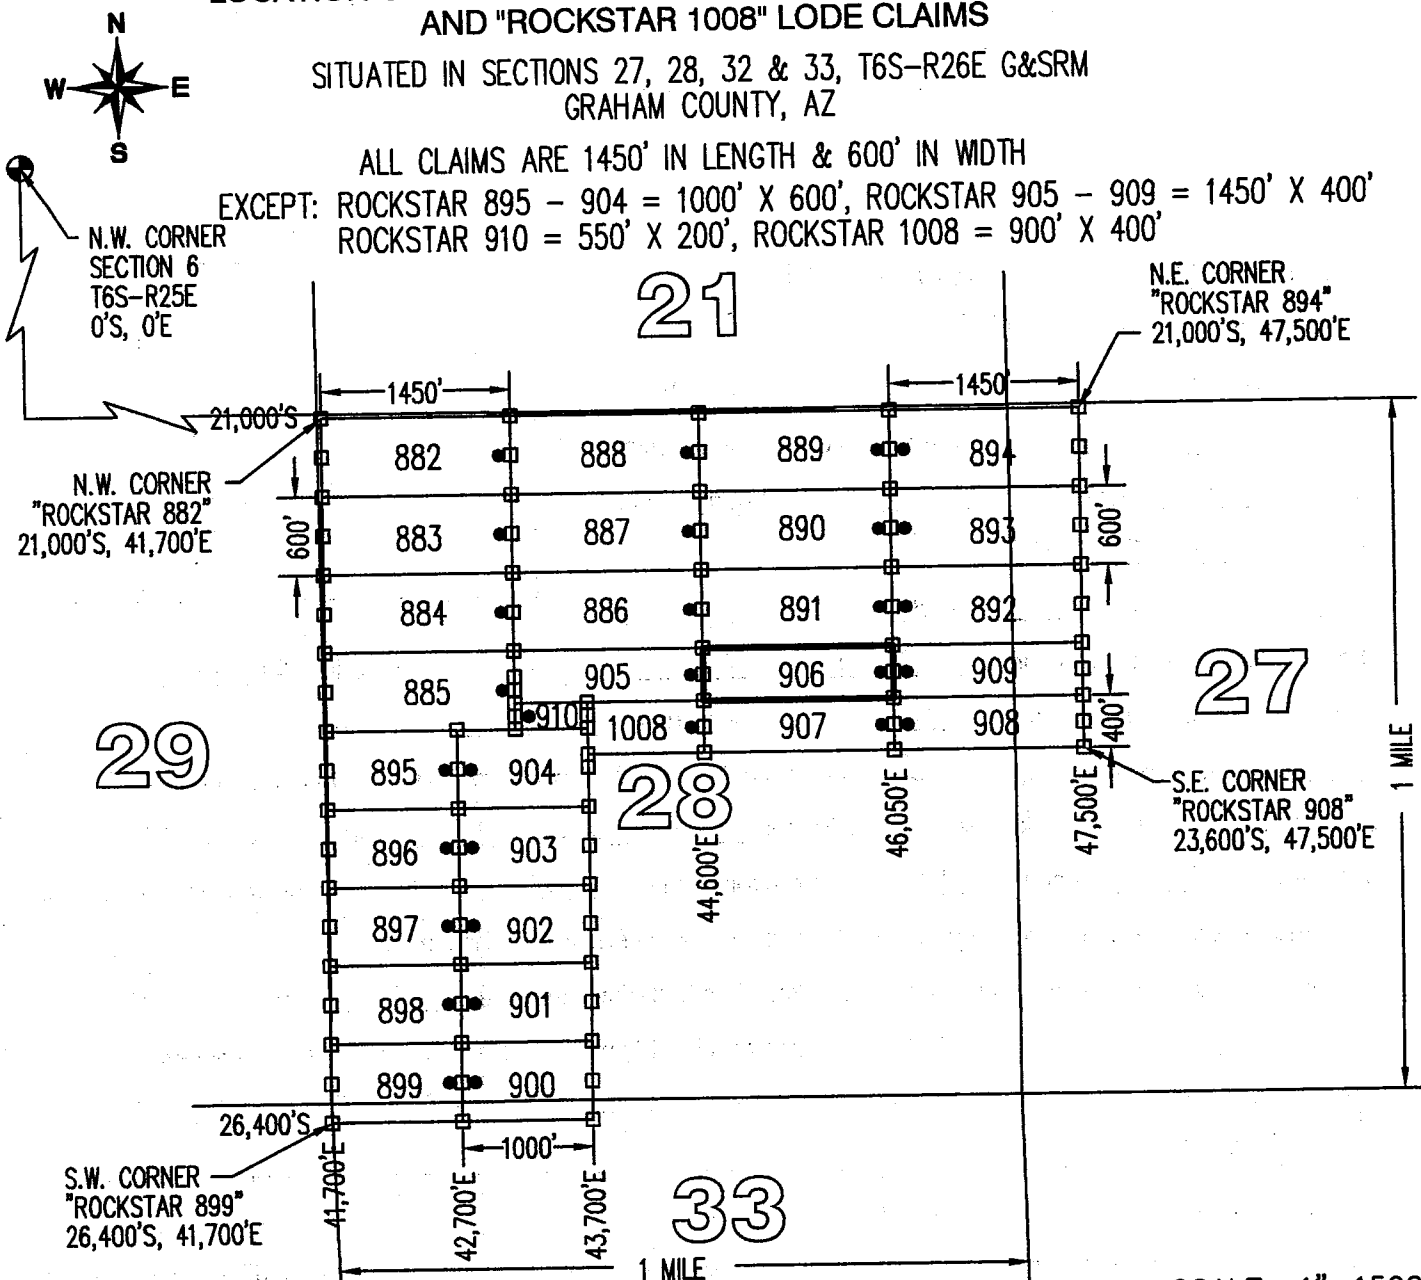 AND "ROCKSTAR 1008" LODE CLAIMS
N
W E
S
SITUATED IN SECTIONS 27, 28, 32 & 33, T6S-R26E G&SRM
GRAHAM COUNTY, AZ
ALL CLAIMS ARE 1450' IN LENGTH & 600' IN WIDTH
EXCEPT: ROCKSTAR 895 - 904 = 1000' X 600', ROCKSTAR 905 - 909 = 1450' X 400'
ROCKSTAR 910 = 550' X 200', ROCKSTAR 1008 = 900' X 400'
N.W. CORNER
SECTION 6
T6S-R25E
0'S, 0'E
21
N.E. CORNER
"ROCKSTAR 894"
21,000'S, 47,500'E
1450'
1450'
21,000'S
882 888 889 894
N.W. CORNER
"ROCKSTAR 882"
21,000'S, 41,700'E
600'
883 887 890 893
600'
884 886 891 892
885 905 906 909
27
910 1008 907 908
400'
29
1 MILE
895 904
28
S.E. CORNER
"ROCKSTAR 908"
23,600'S, 47,500'E
44,600'E
46,050'E
47,500'E
896 903
897 902
898 901
899 900
26,400'S
1000'
S.W. CORNER
"ROCKSTAR 899"
26,400'S, 41,700'E
41,700'E
42,700'E
43,700'E
33
1 MILE